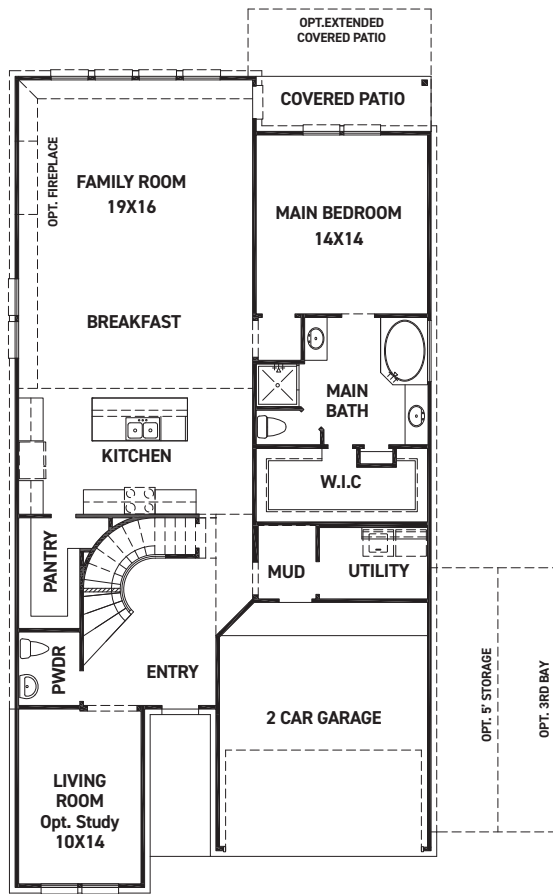 OPT.EXTENDED
COVERED PATIO
COVERED PATIO
OPT. FIREPLACE
FAMILY ROOM
19X16
MAIN BEDROOM
14X14
BREAKFAST
MAIN
BATH
KITCHEN
W.I.C
PANTRY
MUD
UTILITY
PWDR
ENTRY
2 CAR GARAGE
OPT. 5' STORAGE
OPT. 3RD BAY
LIVING
ROOM
Opt. Study
10X14